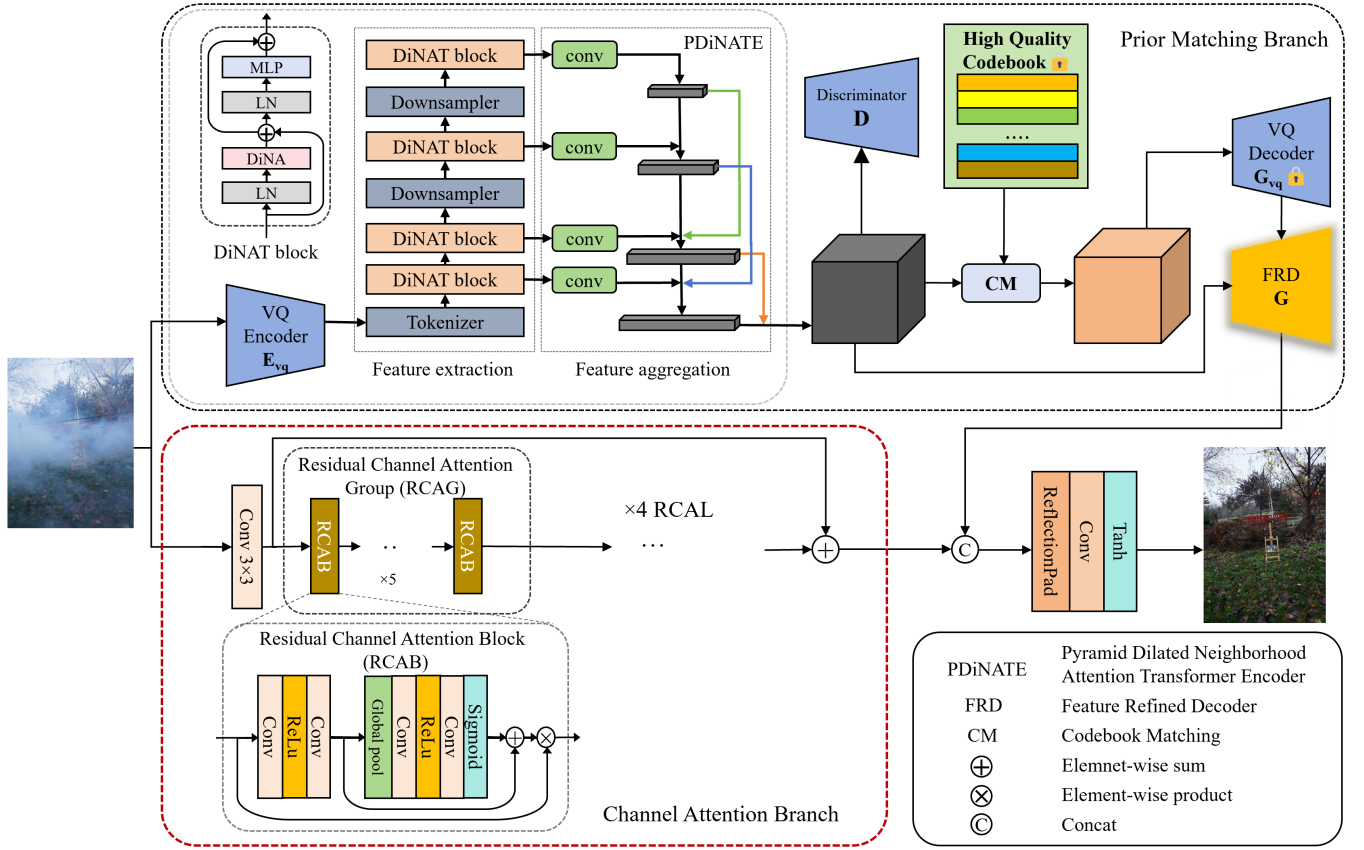 PDiNATE
Prior Matching Branch
MLP
LN
DiNA
LN
DiNAT block
DiNAT block
Downsampler
DiNAT block
Downsampler
DiNAT block
DiNAT block
Tokenizer
Feature extraction
conv
conv
conv
conv
Feature aggregation
VQ
Encoder
Evq
Discriminator
D
High Quality
Codebook
....
CM
VQ
Decoder
Gvq
FRD
G
Residual Channel Attention
Group (RCAG)
Conv 3×3
RCAB
..
×5
RCAB
×4 RCAL
...
C
ReflectionPad
Conv
Tanh
Residual Channel Attention Block
(RCAB)
Conv
ReLu
Conv
Global pool
Conv
ReLu
Conv
Sigmoid
Channel Attention Branch
PDiNATE
Pyramid Dilated Neighborhood
Attention Transformer Encoder
FRD Feature Refined Decoder
CM Codebook Matching
+ Elemnet-wise sum
× Element-wise product
C Concat